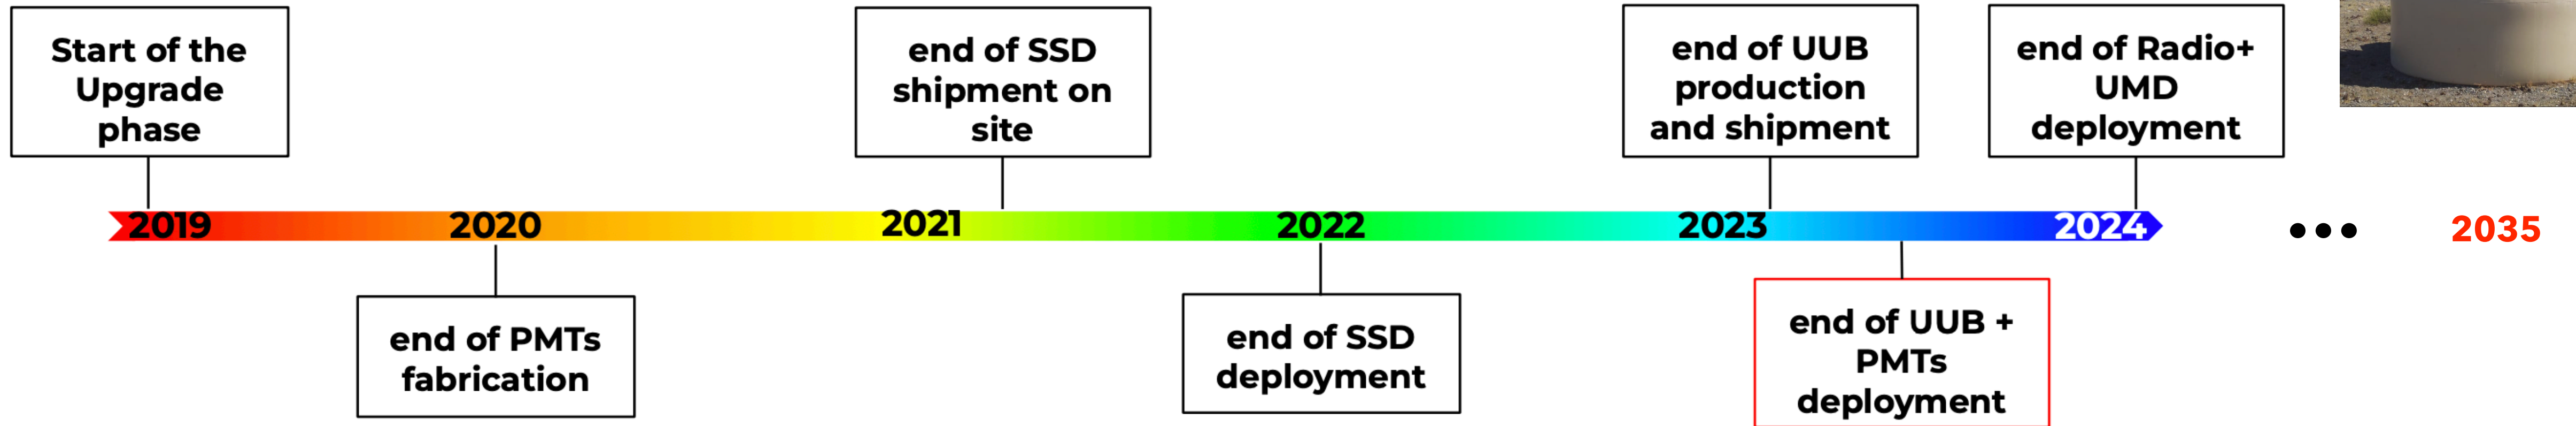 Start of the
Upgrade
phase
end of SSD
shipment on
site
end of UUB
production
and shipment
end of Radio+
UMD
deployment
2019
2020
2021
2022
2023
2024
2035
end of PMTs
fabrication
end of SSD
deployment
end of UUB +
PMTs
deployment